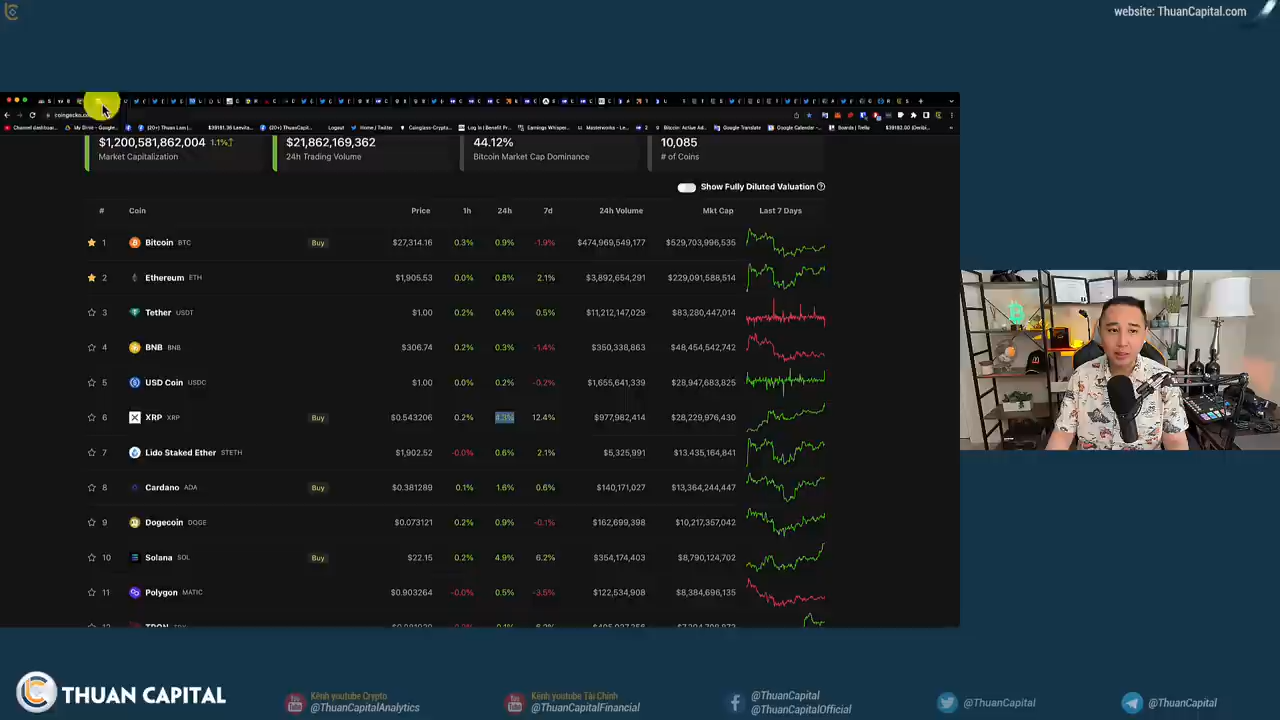 website: ThuanCapital.com
$1,200,581,862,004 1.1%
Market Capitalization
$21,862,169,362
24h Trading Volume
44.12%
Bitcoin Market Cap Dominance
10,085
# of Coins
Show Fully Diluted Valuation
# Coin Price 1h 24h 7d 24h Volume Mkt Cap Last 7 Days
1 Bitcoin BTC Buy $27,314.16 0.3% 0.9% -1.9% $474,969,549,177 $529,703,996,535
2 Ethereum ETH $1,905.53 0.0% 0.8% 2.1% $3,892,654,291 $229,091,588,514
3 Tether USDT $1.00 0.2% 0.4% 0.5% $11,212,147,029 $83,280,447,014
4 BNB BNB $306.74 0.2% 0.3% -1.4% $350,138,863 $48,454,542,742
5 USD Coin USDC $1.00 0.0% 0.2% -0.2% $1,655,641,339 $28,947,683,825
6 XRP XRP Buy $0.543206 0.2% 12.4% $977,982,414 $28,229,976,430
7 Lido Staked Ether STETH $1,902.52 -0.0% 0.6% 2.1% $5,325,991 $13,435,164,841
8 Cardano ADA Buy $0.381289 0.1% 1.6% 0.6% $140,171,027 $13,364,244,447
9 Dogecoin DOGE $0.073121 0.2% 0.9% -0.1% $162,699,398 $10,217,357,042
10 Solana SOL Buy $22.15 0.2% 4.9% 6.2% $354,174,403 $8,790,124,702
11 Polygon MATIC $0.903264 -0.0% 0.5% -3.5% $122,534,908 $8,384,696,135
THUAN CAPITAL
Kênh youtube Crypto
@ThuanCapitalAnalytics
Kênh youtube Tài Chính
@ThuanCapitalFinancial
@ThuanCapital
@ThuanCapitalOfficial
@ThuanCapital
@ThuanCapital